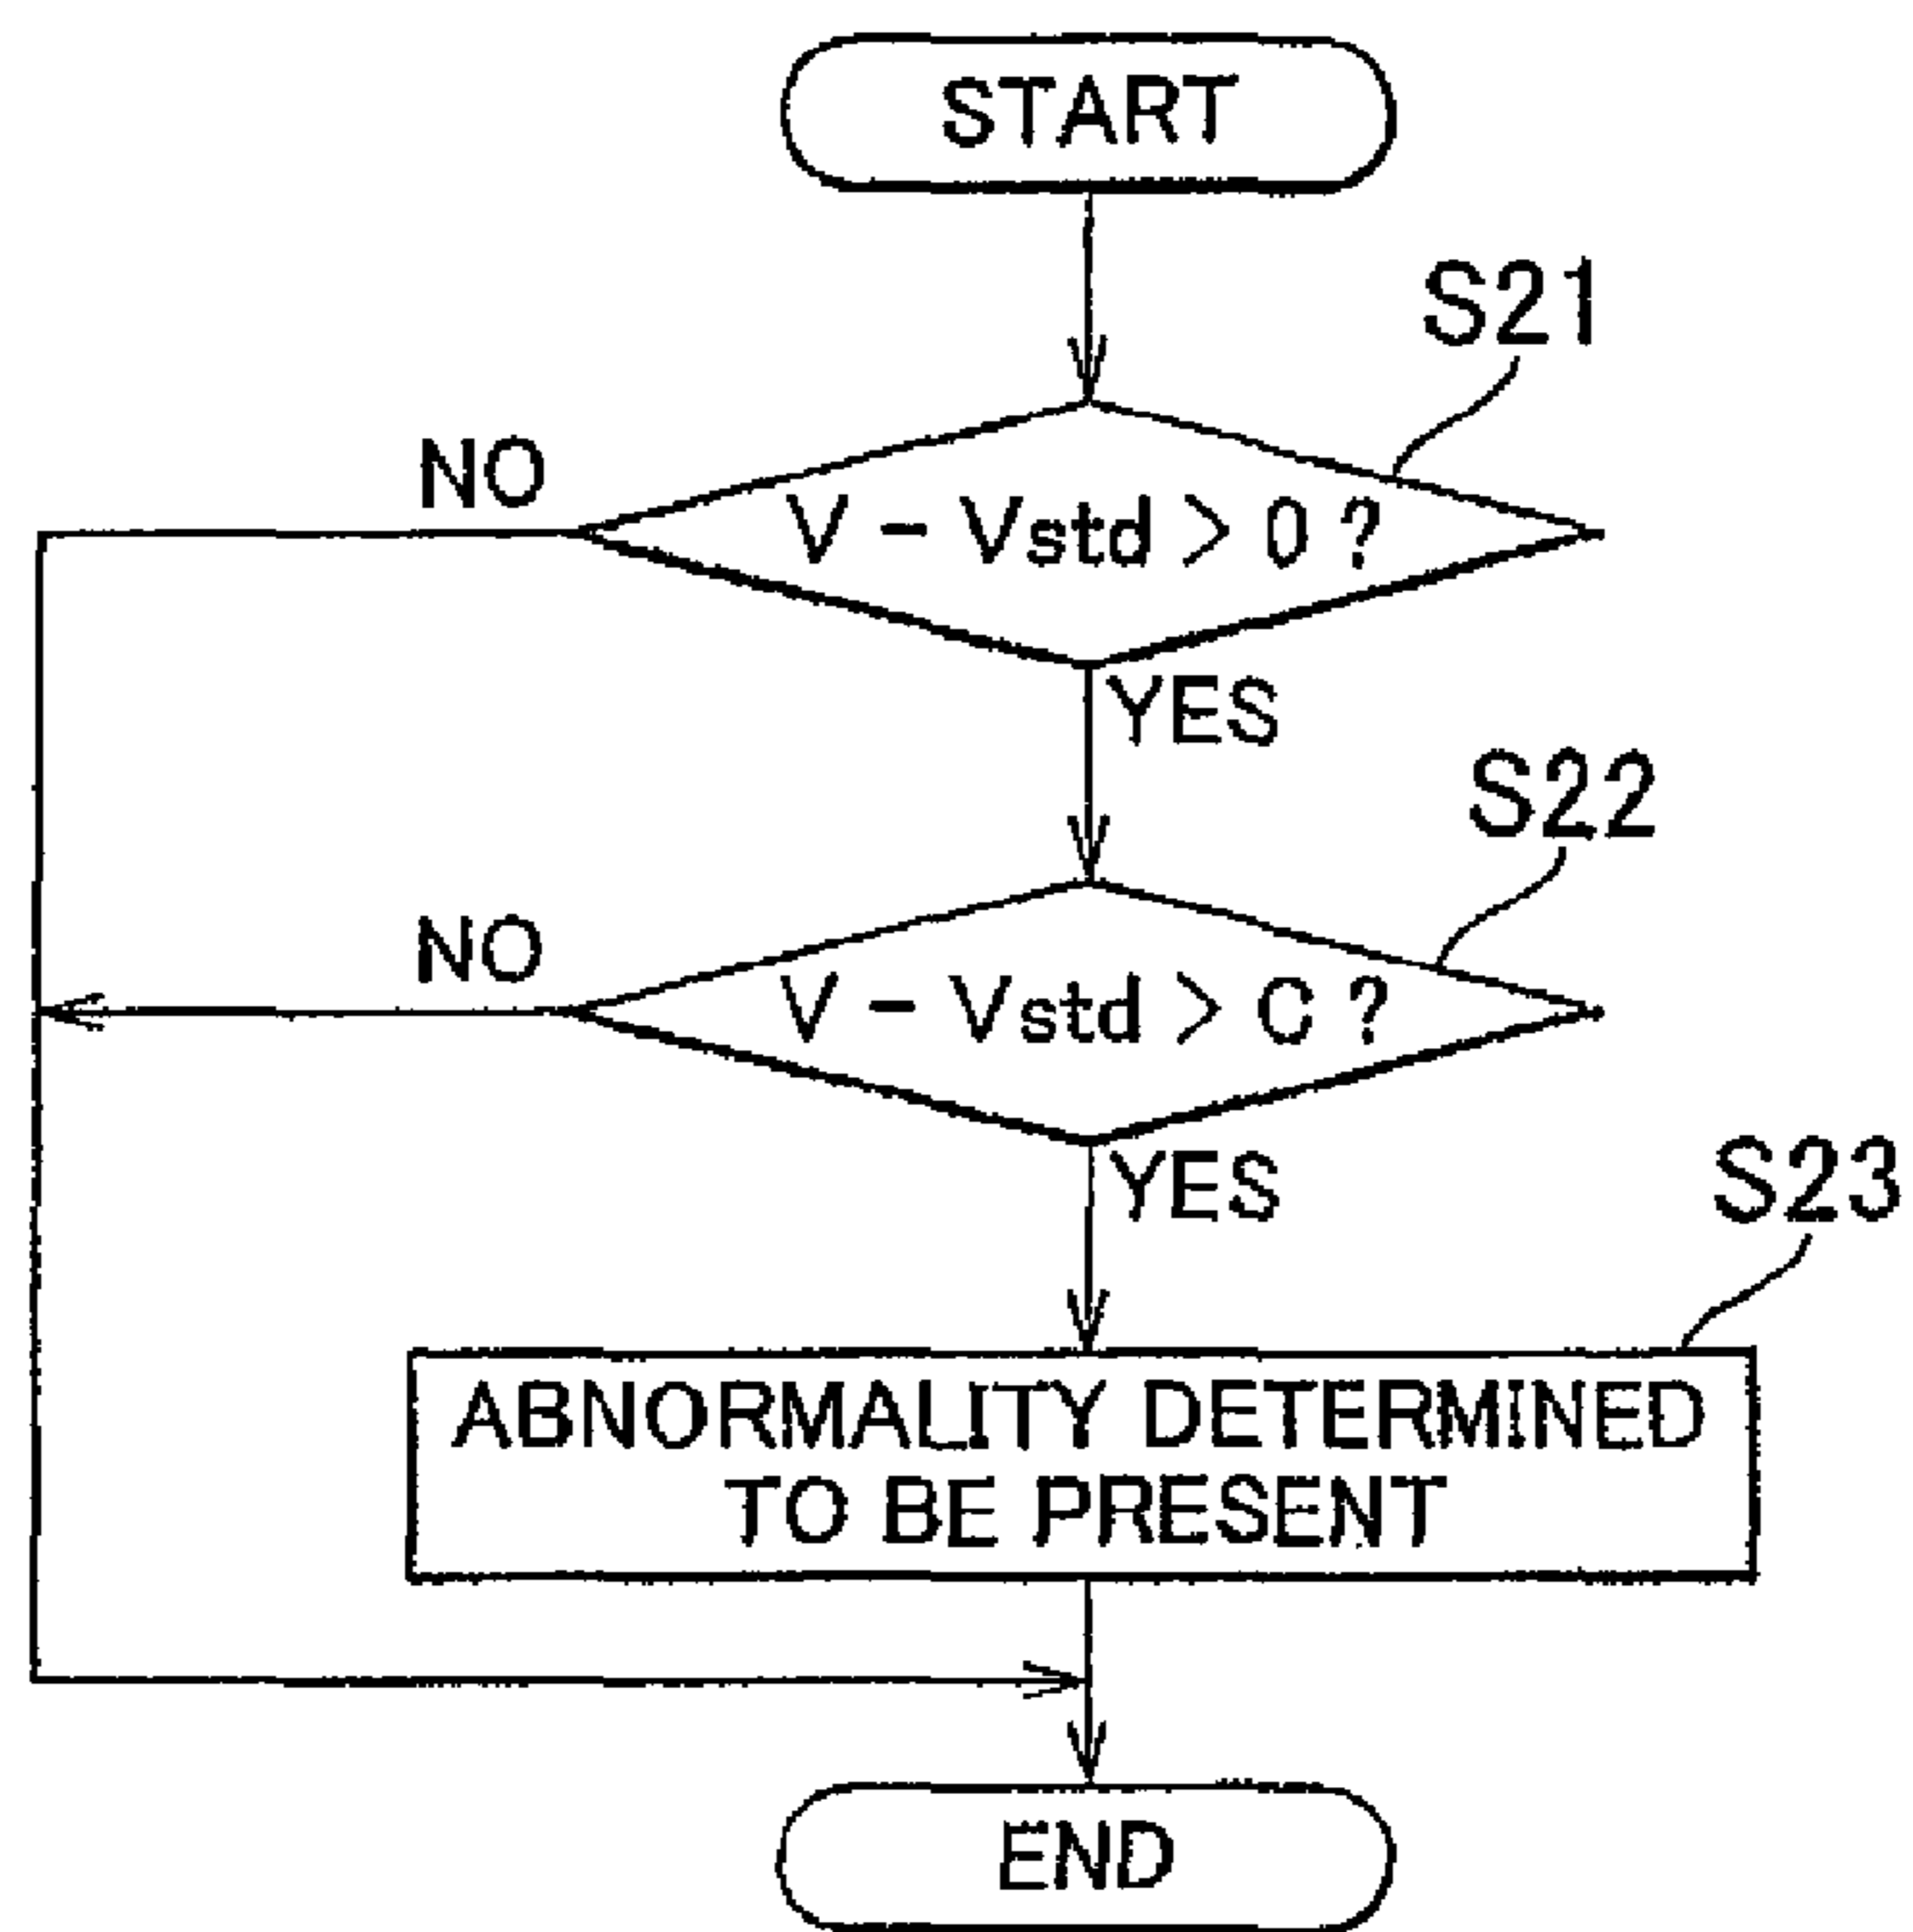 START
S21
NO
V - Vstd > 0 ?
YES
S22
NO
V - Vstd > C ?
YES
S23
ABNORMALITY DETERMINED
TO BE PRESENT
END